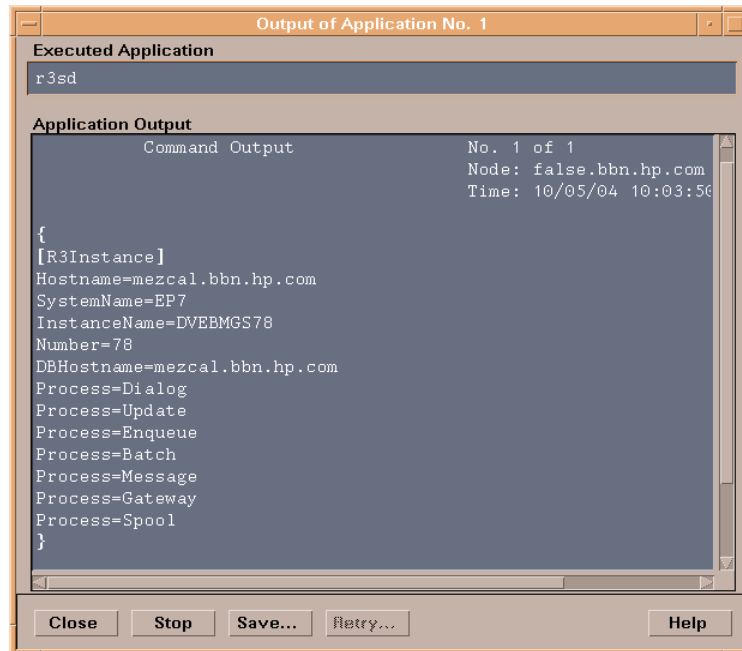 Output of Application No. 1
Executed Application
r3sd
Application Output
Command Output No. 1 of 1
Node: false.bbn.hp.com
Time: 10/05/04 10:03:50
{
[R3Instance]
Hostname=mezcal.bbn.hp.com
SystemName=EP7
InstanceName=DVEBMGS78
Number=78
DBHostname=mezcal.bbn.hp.com
Process=Dialog
Process=Update
Process=Enqueue
Process=Batch
Process=Message
Process=Gateway
Process=Spool
}
Close Stop Save... Retry... Help